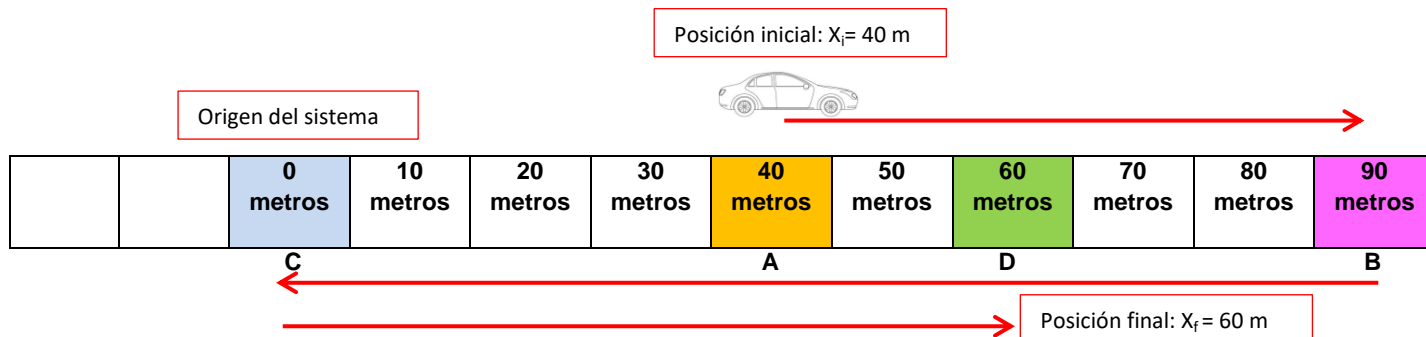 Posición inicial: Xi= 40 m
Origen del sistema
0 10 20 30 40 50 60 70 80 90
metros metros metros metros metros metros metros metros metros metros
C A D B
Posición final: Xf = 60 m